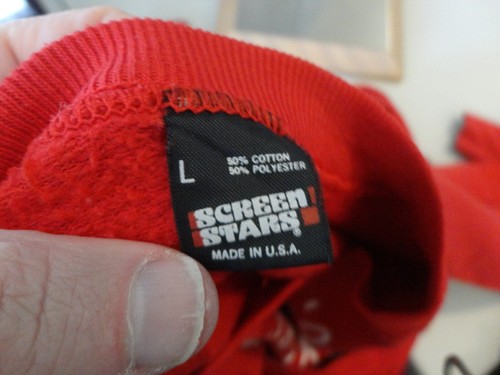 L
50% COTTON
50% POLYESTER
SCREEN
STARS®
MADE IN U.S.A.